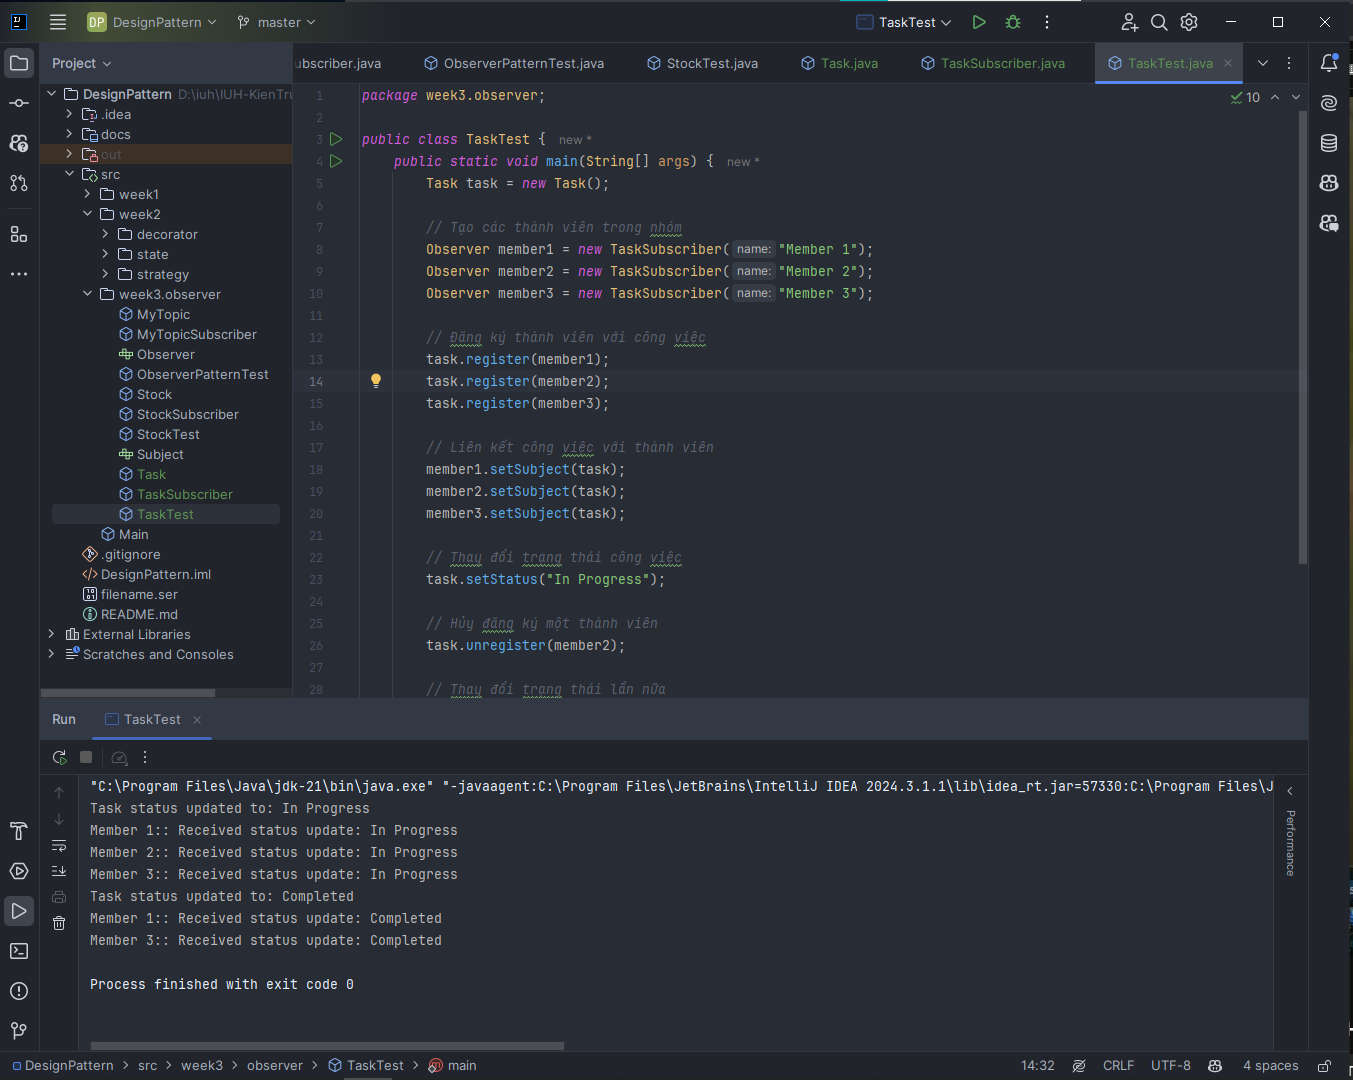 DP DesignPattern master TaskTest
Project
ubscriber.java ObserverPatternTest.java StockTest.java Task.java TaskSubscriber.java TaskTest.java
DesignPattern D:\iuh\IUH-KienTru
.idea
docs
out
src
week1
week2
decorator
state
strategy
week3.observer
MyTopic
MyTopicSubscriber
Observer
ObserverPatternTest
Stock
StockSubscriber
StockTest
Subject
Task
TaskSubscriber
TaskTest
Main
.gitignore
DesignPattern.iml
filename.ser
README.md
External Libraries
Scratches and Consoles
10
1 package week3.observer;
2
3 public class TaskTest { new *
4 public static void main(String[] args) { new *
5 Task task = new Task();
6
7 // Tạo các thành viên trong nhóm
8 Observer member1 = new TaskSubscriber( name: "Member 1");
9 Observer member2 = new TaskSubscriber( name: "Member 2");
10 Observer member3 = new TaskSubscriber( name: "Member 3");
11
12 // Đăng ký thành viên với công việc
13 task.register(member1);
14 task.register(member2);
15 task.register(member3);
16
17 // Liên kết công việc với thành viên
18 member1.setSubject(task);
19 member2.setSubject(task);
20 member3.setSubject(task);
21
22 // Thay đổi trạng thái công việc
23 task.setStatus("In Progress");
24
25 // Hủy đăng ký một thành viên
26 task.unregister(member2);
27
28 // Thay đổi trạng thái lần nữa
Run TaskTest
"C:\Program Files\Java\jdk-21\bin\java.exe" "-javaagent:C:\Program Files\JetBrains\IntelliJ IDEA 2024.3.1.1\lib\idea_rt.jar=57330:C:\Program Files\J
Task status updated to: In Progress
Member 1:: Received status update: In Progress
Member 2:: Received status update: In Progress
Member 3:: Received status update: In Progress
Task status updated to: Completed
Member 1:: Received status update: Completed
Member 3:: Received status update: Completed
Process finished with exit code 0
Performance
DesignPattern > src > week3 > observer > TaskTest > main
14:32 CRLF UTF-8 4 spaces